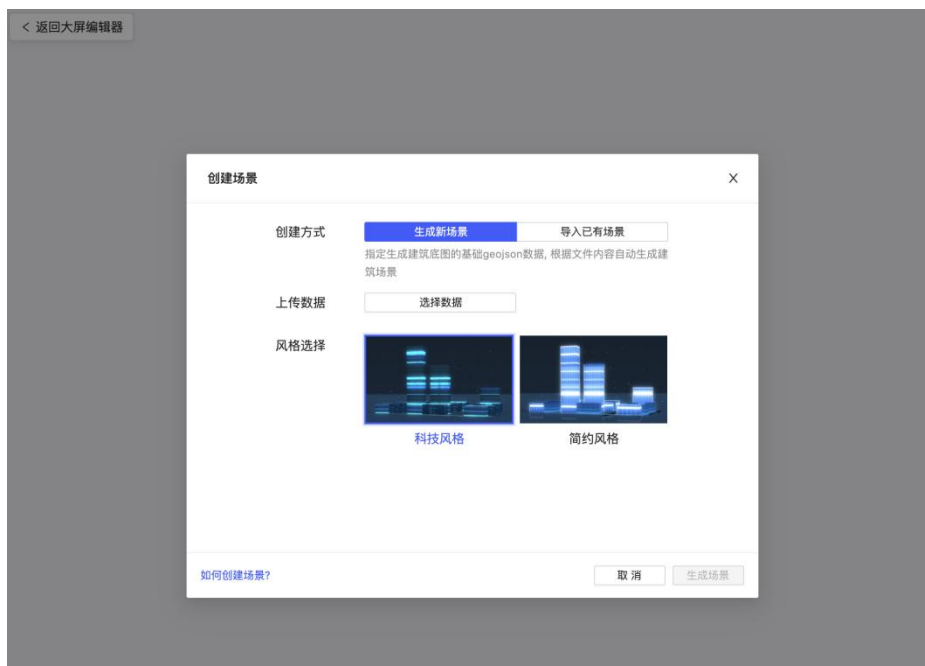 < 返回大屏编辑器
创建场景
X
创建方式
生成新场景
导入已有场景
指定生成建筑底图的基础geojson数据, 根据文件内容自动生成建
筑场景
上传数据
选择数据
风格选择
科技风格
简约风格
如何创建场景?
取 消
生成场景